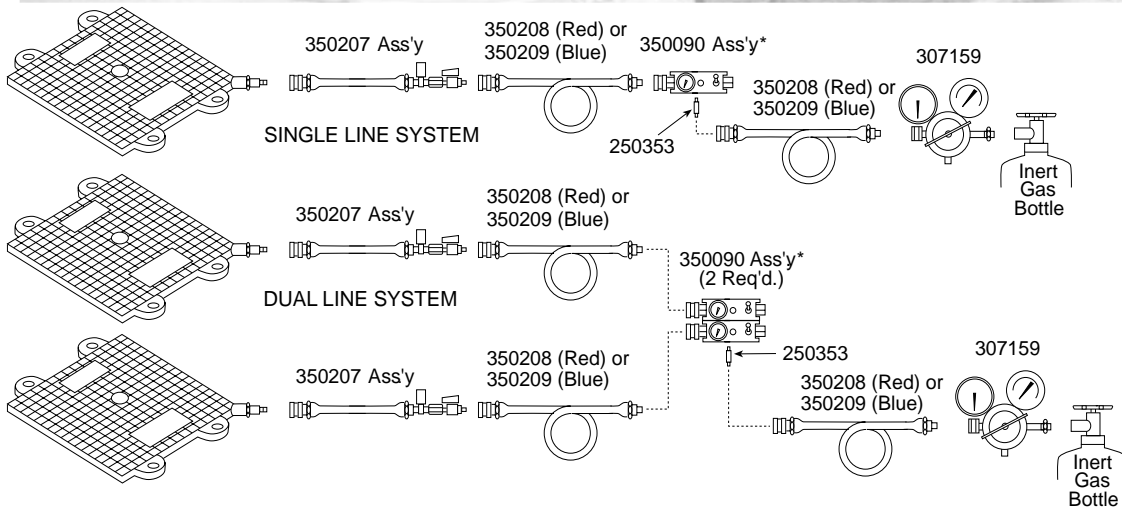 350207 Ass'y
350208 (Red) or
350209 (Blue)
350090 Ass'y*
307159
350208 (Red) or
350209 (Blue)
SINGLE LINE SYSTEM
250353
Inert
Gas
Bottle
350207 Ass'y
350208 (Red) or
350209 (Blue)
350090 Ass'y*
(2 Req'd.)
DUAL LINE SYSTEM
250353
307159
350207 Ass'y
350208 (Red) or
350209 (Blue)
350208 (Red) or
350209 (Blue)
Inert
Gas
Bottle